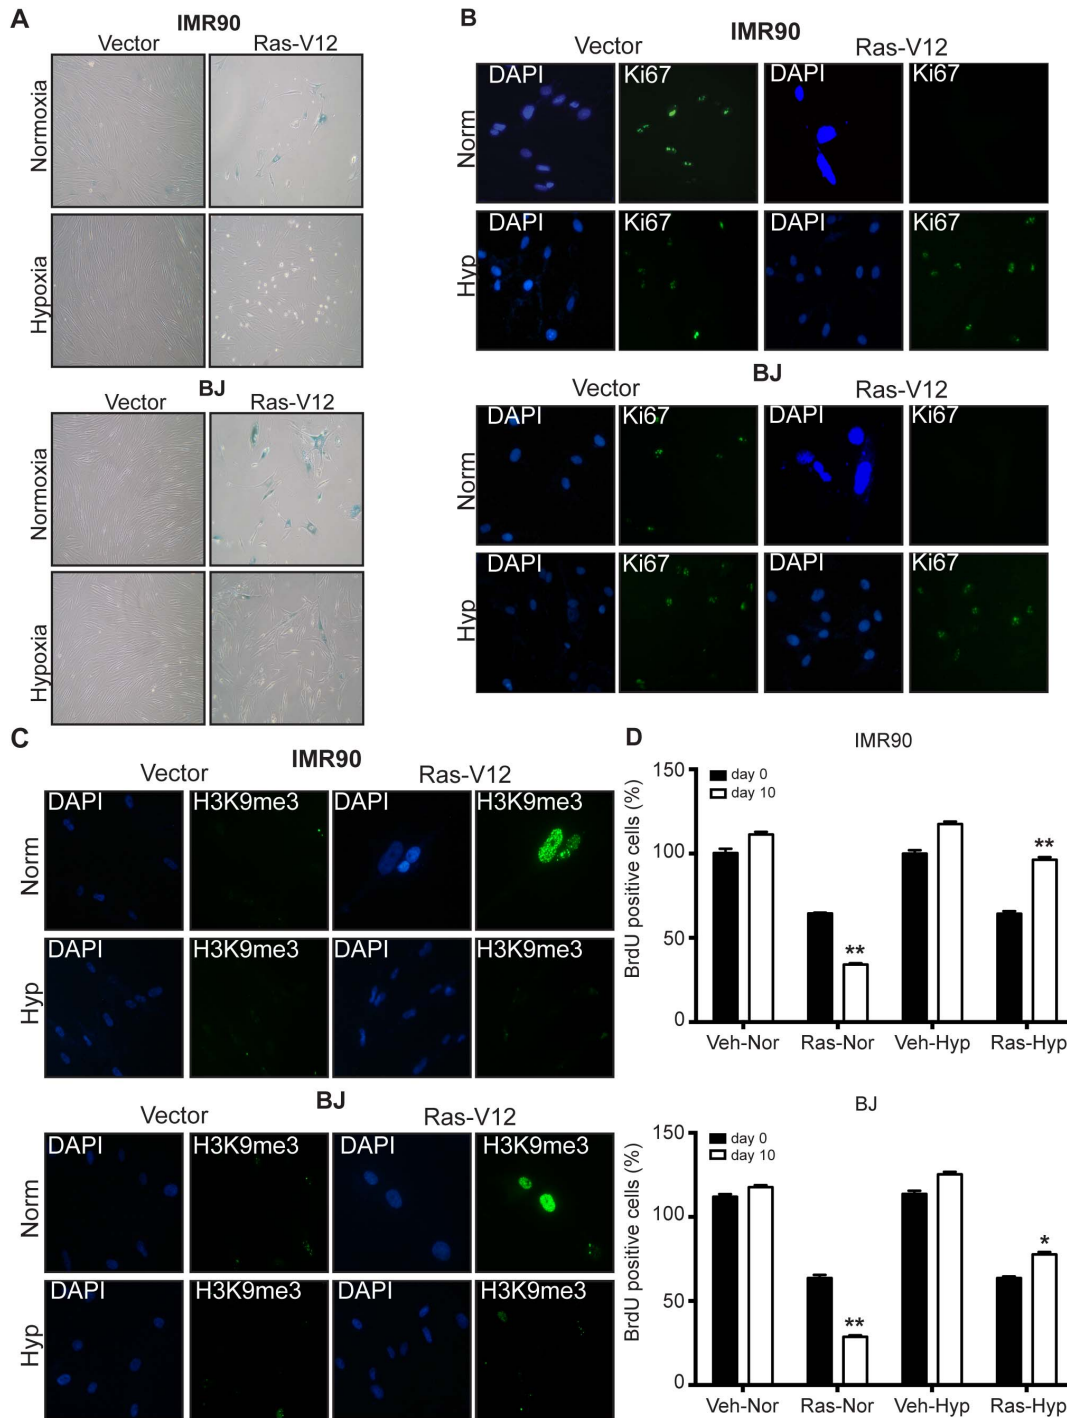 A
IMR90
Vector Ras-V12
Normoxia
Hypoxia
BJ
Vector Ras-V12
Normoxia
Hypoxia
B
IMR90
Vector Ras-V12
Norm
DAPI Ki67 DAPI Ki67
Hyp
DAPI Ki67 DAPI Ki67
BJ
Vector Ras-V12
Norm
DAPI Ki67 DAPI Ki67
Hyp
DAPI Ki67 DAPI Ki67
C
IMR90
Vector Ras-V12
Norm
DAPI H3K9me3 DAPI H3K9me3
Hyp
DAPI H3K9me3 DAPI H3K9me3
BJ
Vector Ras-V12
Norm
DAPI H3K9me3 DAPI H3K9me3
Hyp
DAPI H3K9me3 DAPI H3K9me3
D
IMR90
BrdU positive cells (%)
150
100
50
0
day 0
day 10
**
**
Veh-Nor Ras-Nor Veh-Hyp Ras-Hyp
BJ
BrdU positive cells (%)
150
100
50
0
day 0
day 10
**
*
Veh-Nor Ras-Nor Veh-Hyp Ras-Hyp